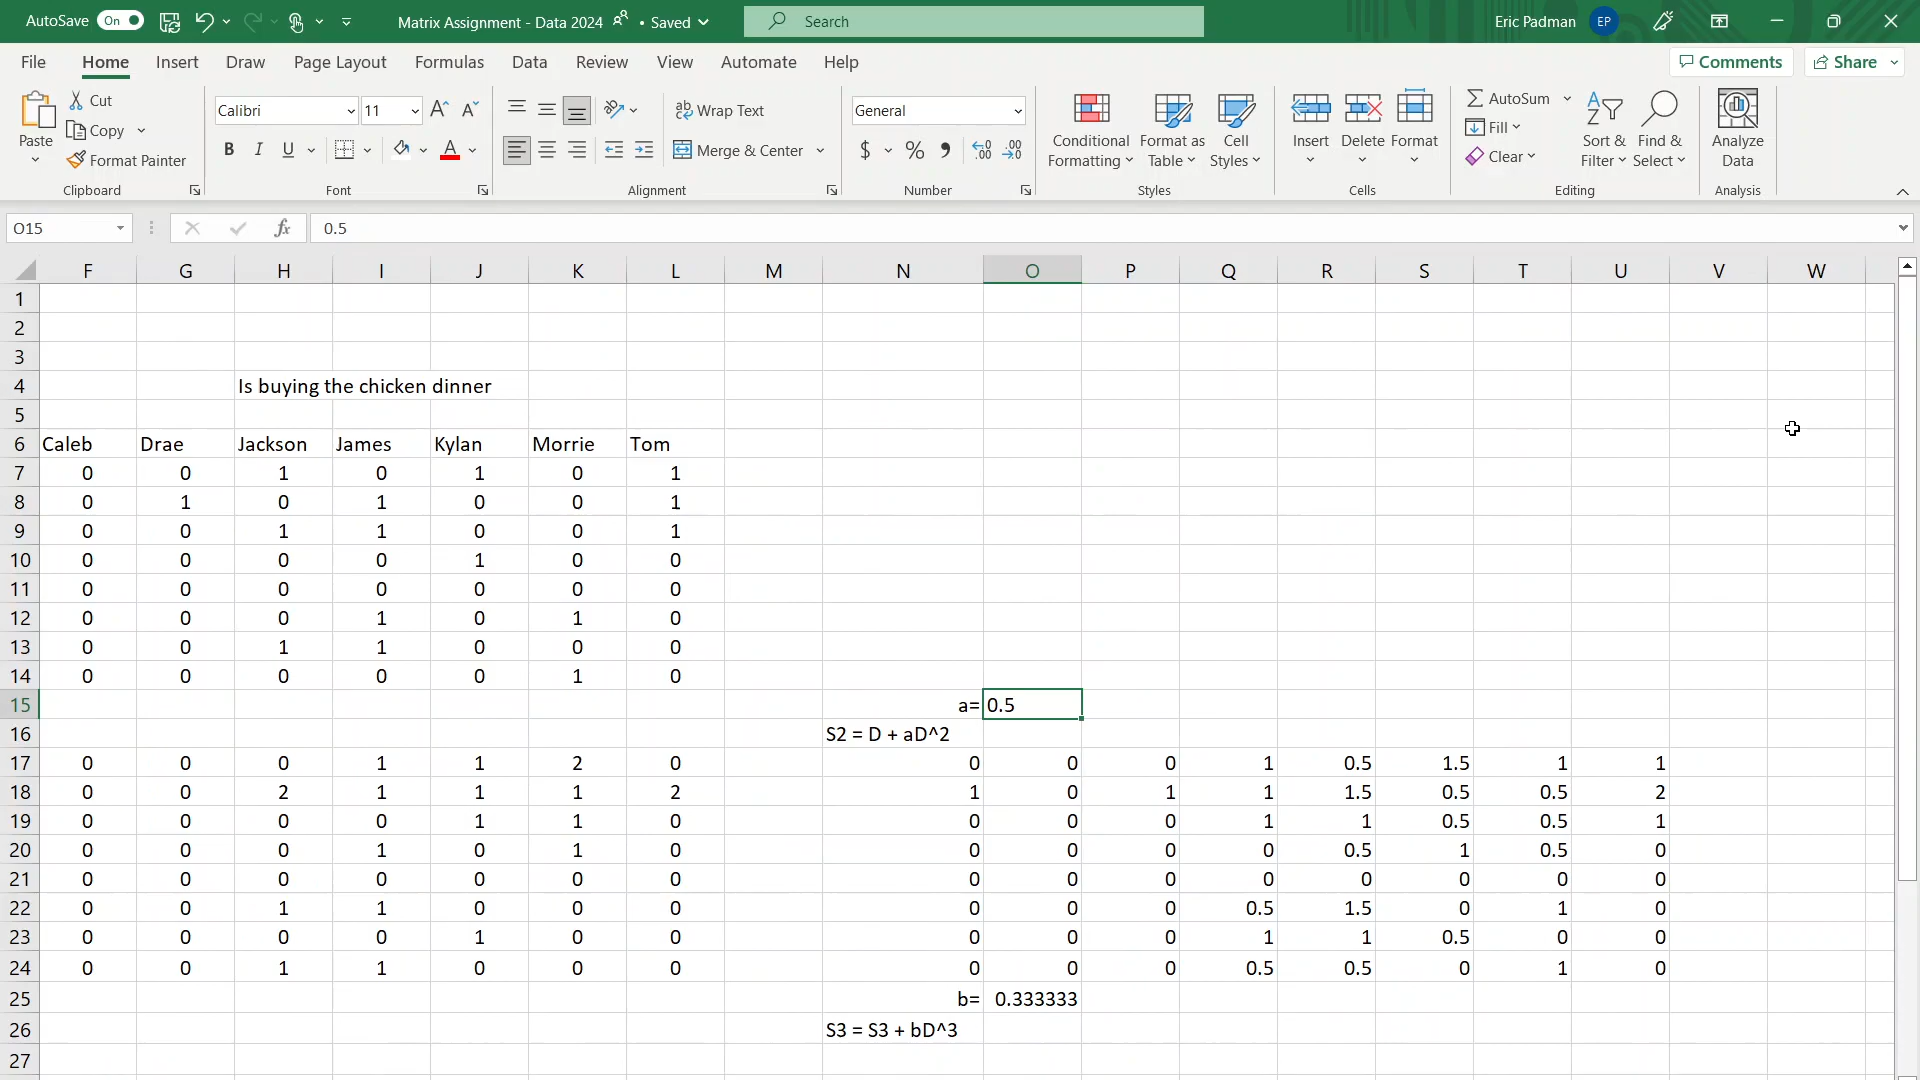 AutoSave On Matrix Assignment - Data 2024 • Saved Search Eric Padman EP
File Home Insert Draw Page Layout Formulas Data Review View Automate Help Comments Share
Paste Cut Copy Format Painter
Clipboard
Calibri 11
B I U A
Font
Wrap Text
Merge & Center
Alignment
General
$ %
Number
Conditional Formatting
Format as Table
Cell Styles
Styles
Insert Delete Format
Cells
AutoSum
Fill
Clear
Sort & Filter
Find & Select
Editing
Analyze Data
Analysis
O15 fx 0.5
F G H I J K L M N O P Q R S T U V W
1
2
3
4 Is buying the chicken dinner
5
6 Caleb Drae Jackson James Kylan Morrie Tom
7 0 0 1 0 1 0 1
8 0 1 0 1 0 0 1
9 0 0 1 1 0 0 1
10 0 0 0 0 1 0 0
11 0 0 0 0 0 0 0
12 0 0 0 1 0 1 0
13 0 0 1 1 0 0 0
14 0 0 0 0 0 1 0
15 a= 0.5
16 S2 = D + aD^2
17 0 0 0 1 1 2 0 0 0 0 1 0.5 1.5 1 1
18 0 0 2 1 1 1 2 1 0 1 1 1.5 0.5 0.5 2
19 0 0 0 0 1 1 0 0 0 0 1 1 0.5 0.5 1
20 0 0 0 1 0 1 0 0 0 0 0 0.5 1 0.5 0
21 0 0 0 0 0 0 0 0 0 0 0 0 0 0 0
22 0 0 1 1 0 0 0 0 0 0 0.5 1.5 0 1 0
23 0 0 0 0 1 0 0 0 0 0 1 1 0.5 0 0
24 0 0 1 1 0 0 0 0 0 0 0.5 0.5 0 1 0
25 b= 0.333333
26 S3 = S3 + bD^3
27